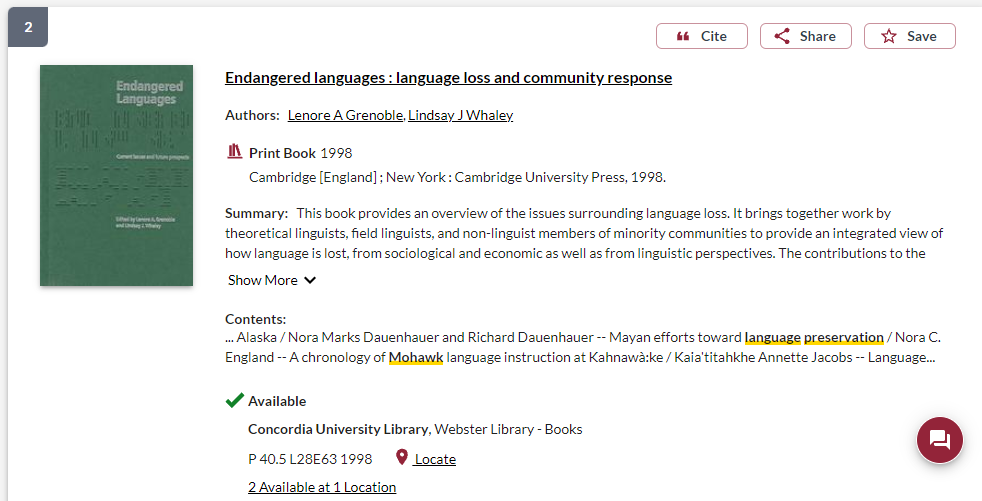 2
Cite
Share
Save
Endangered
Languages
Current issues and future prospects
Edited by Lenore A. Grenoble
and Lindsay J. Whaley
Endangered languages : language loss and community response
Authors: Lenore A Grenoble, Lindsay J Whaley
Print Book 1998
Cambridge [England] ; New York : Cambridge University Press, 1998.
Summary: This book provides an overview of the issues surrounding language loss. It brings together work by
theoretical linguists, field linguists, and non-linguist members of minority communities to provide an integrated view of
how language is lost, from sociological and economic as well as from linguistic perspectives. The contributions to the
Show More
Contents:
... Alaska / Nora Marks Dauenhauer and Richard Dauenhauer -- Mayan efforts toward language preservation / Nora C.
England -- A chronology of Mohawk language instruction at Kahnawà:ke / Kaia'titahkhe Annette Jacobs -- Language...
Available
Concordia University Library, Webster Library - Books
P 40.5 L28E63 1998
Locate
2 Available at 1 Location